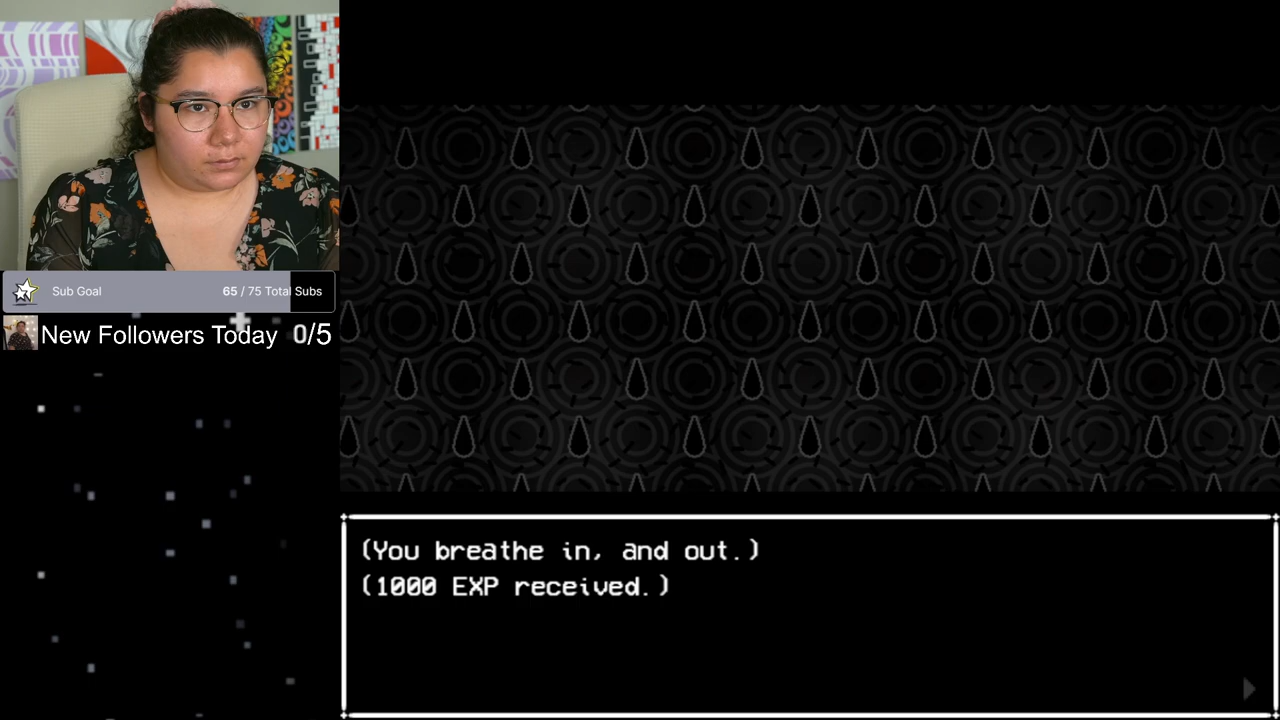 Sub Goal 65 / 75 Total Subs
New Followers Today 0/5
(You breathe in, and out.)
(1000 EXP received.)